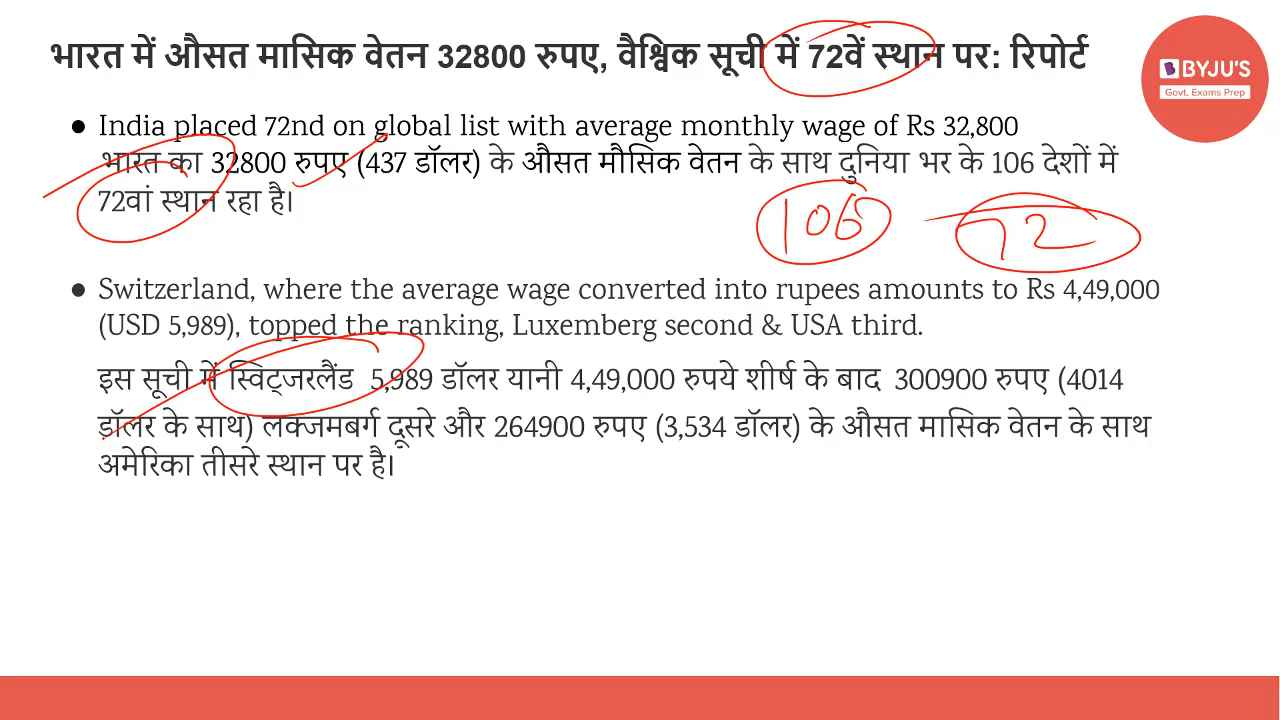 भारत में औसत मासिक वेतन 32800 रुपए, वैश्विक सूची में 72वें स्थान पर: रिपोर्ट
BYJU'S
Govt. Exams Prep
● India placed 72nd on global list with average monthly wage of Rs 32,800
भारत का 32800 रुपए (437 डॉलर) के औसत मौसिक वेतन के साथ दुनिया भर के 106 देशों में
72वां स्थान रहा है।
106 72
● Switzerland, where the average wage converted into rupees amounts to Rs 4,49,000
(USD 5,989), topped the ranking, Luxemberg second & USA third.
इस सूची में स्विट्जरलैंड 5,989 डॉलर यानी 4,49,000 रुपये शीर्ष के बाद 300900 रुपए (4014
डॉलर के साथ) लक्जमबर्ग दूसरे और 264900 रुपए (3,534 डॉलर) के औसत मासिक वेतन के साथ
अमेरिका तीसरे स्थान पर है।